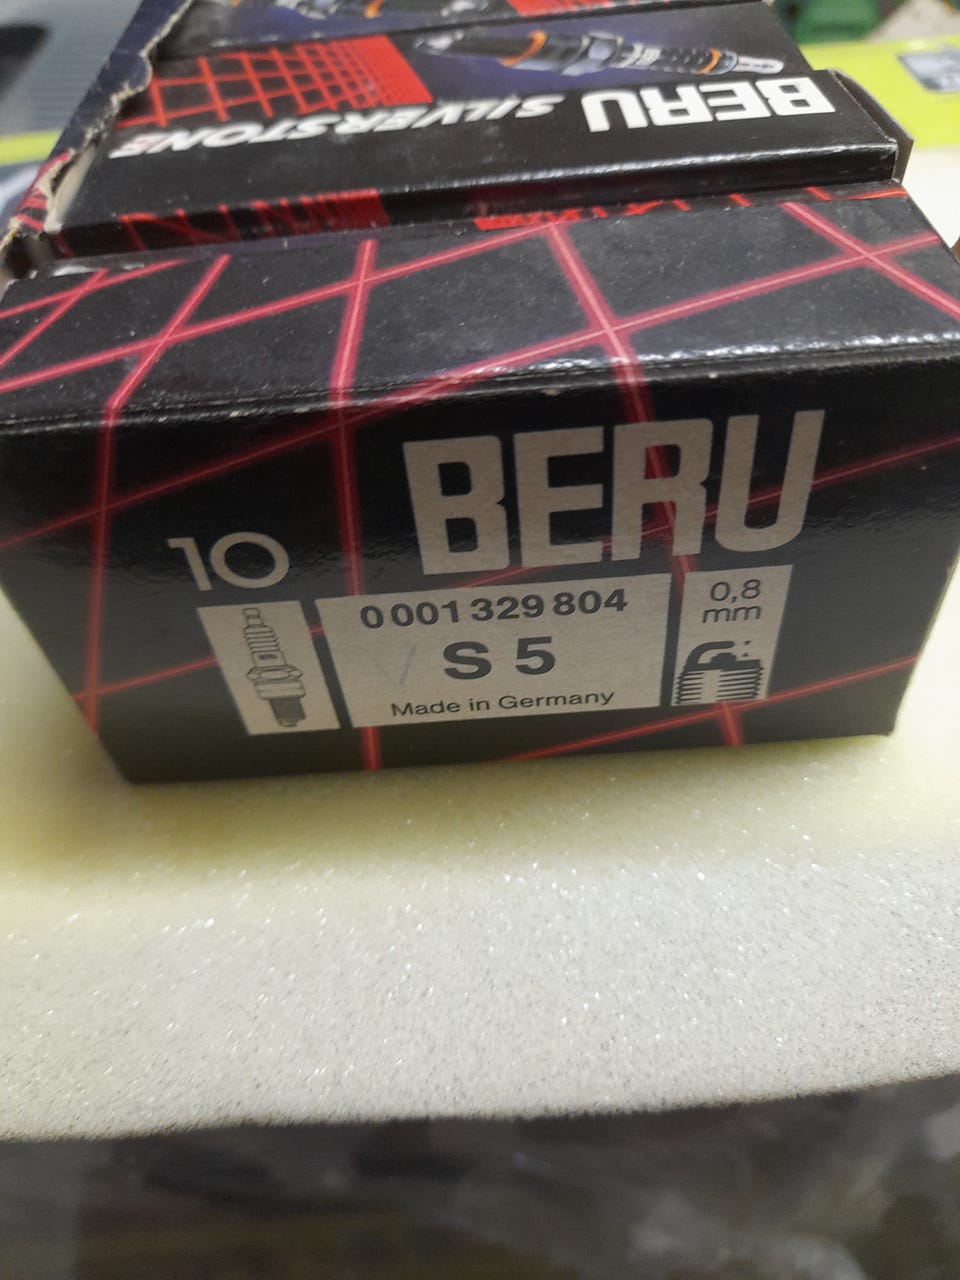 BERU SILVERSTONE
BERU
10
0 001 329 804
S 5
Made in Germany
0,8
mm